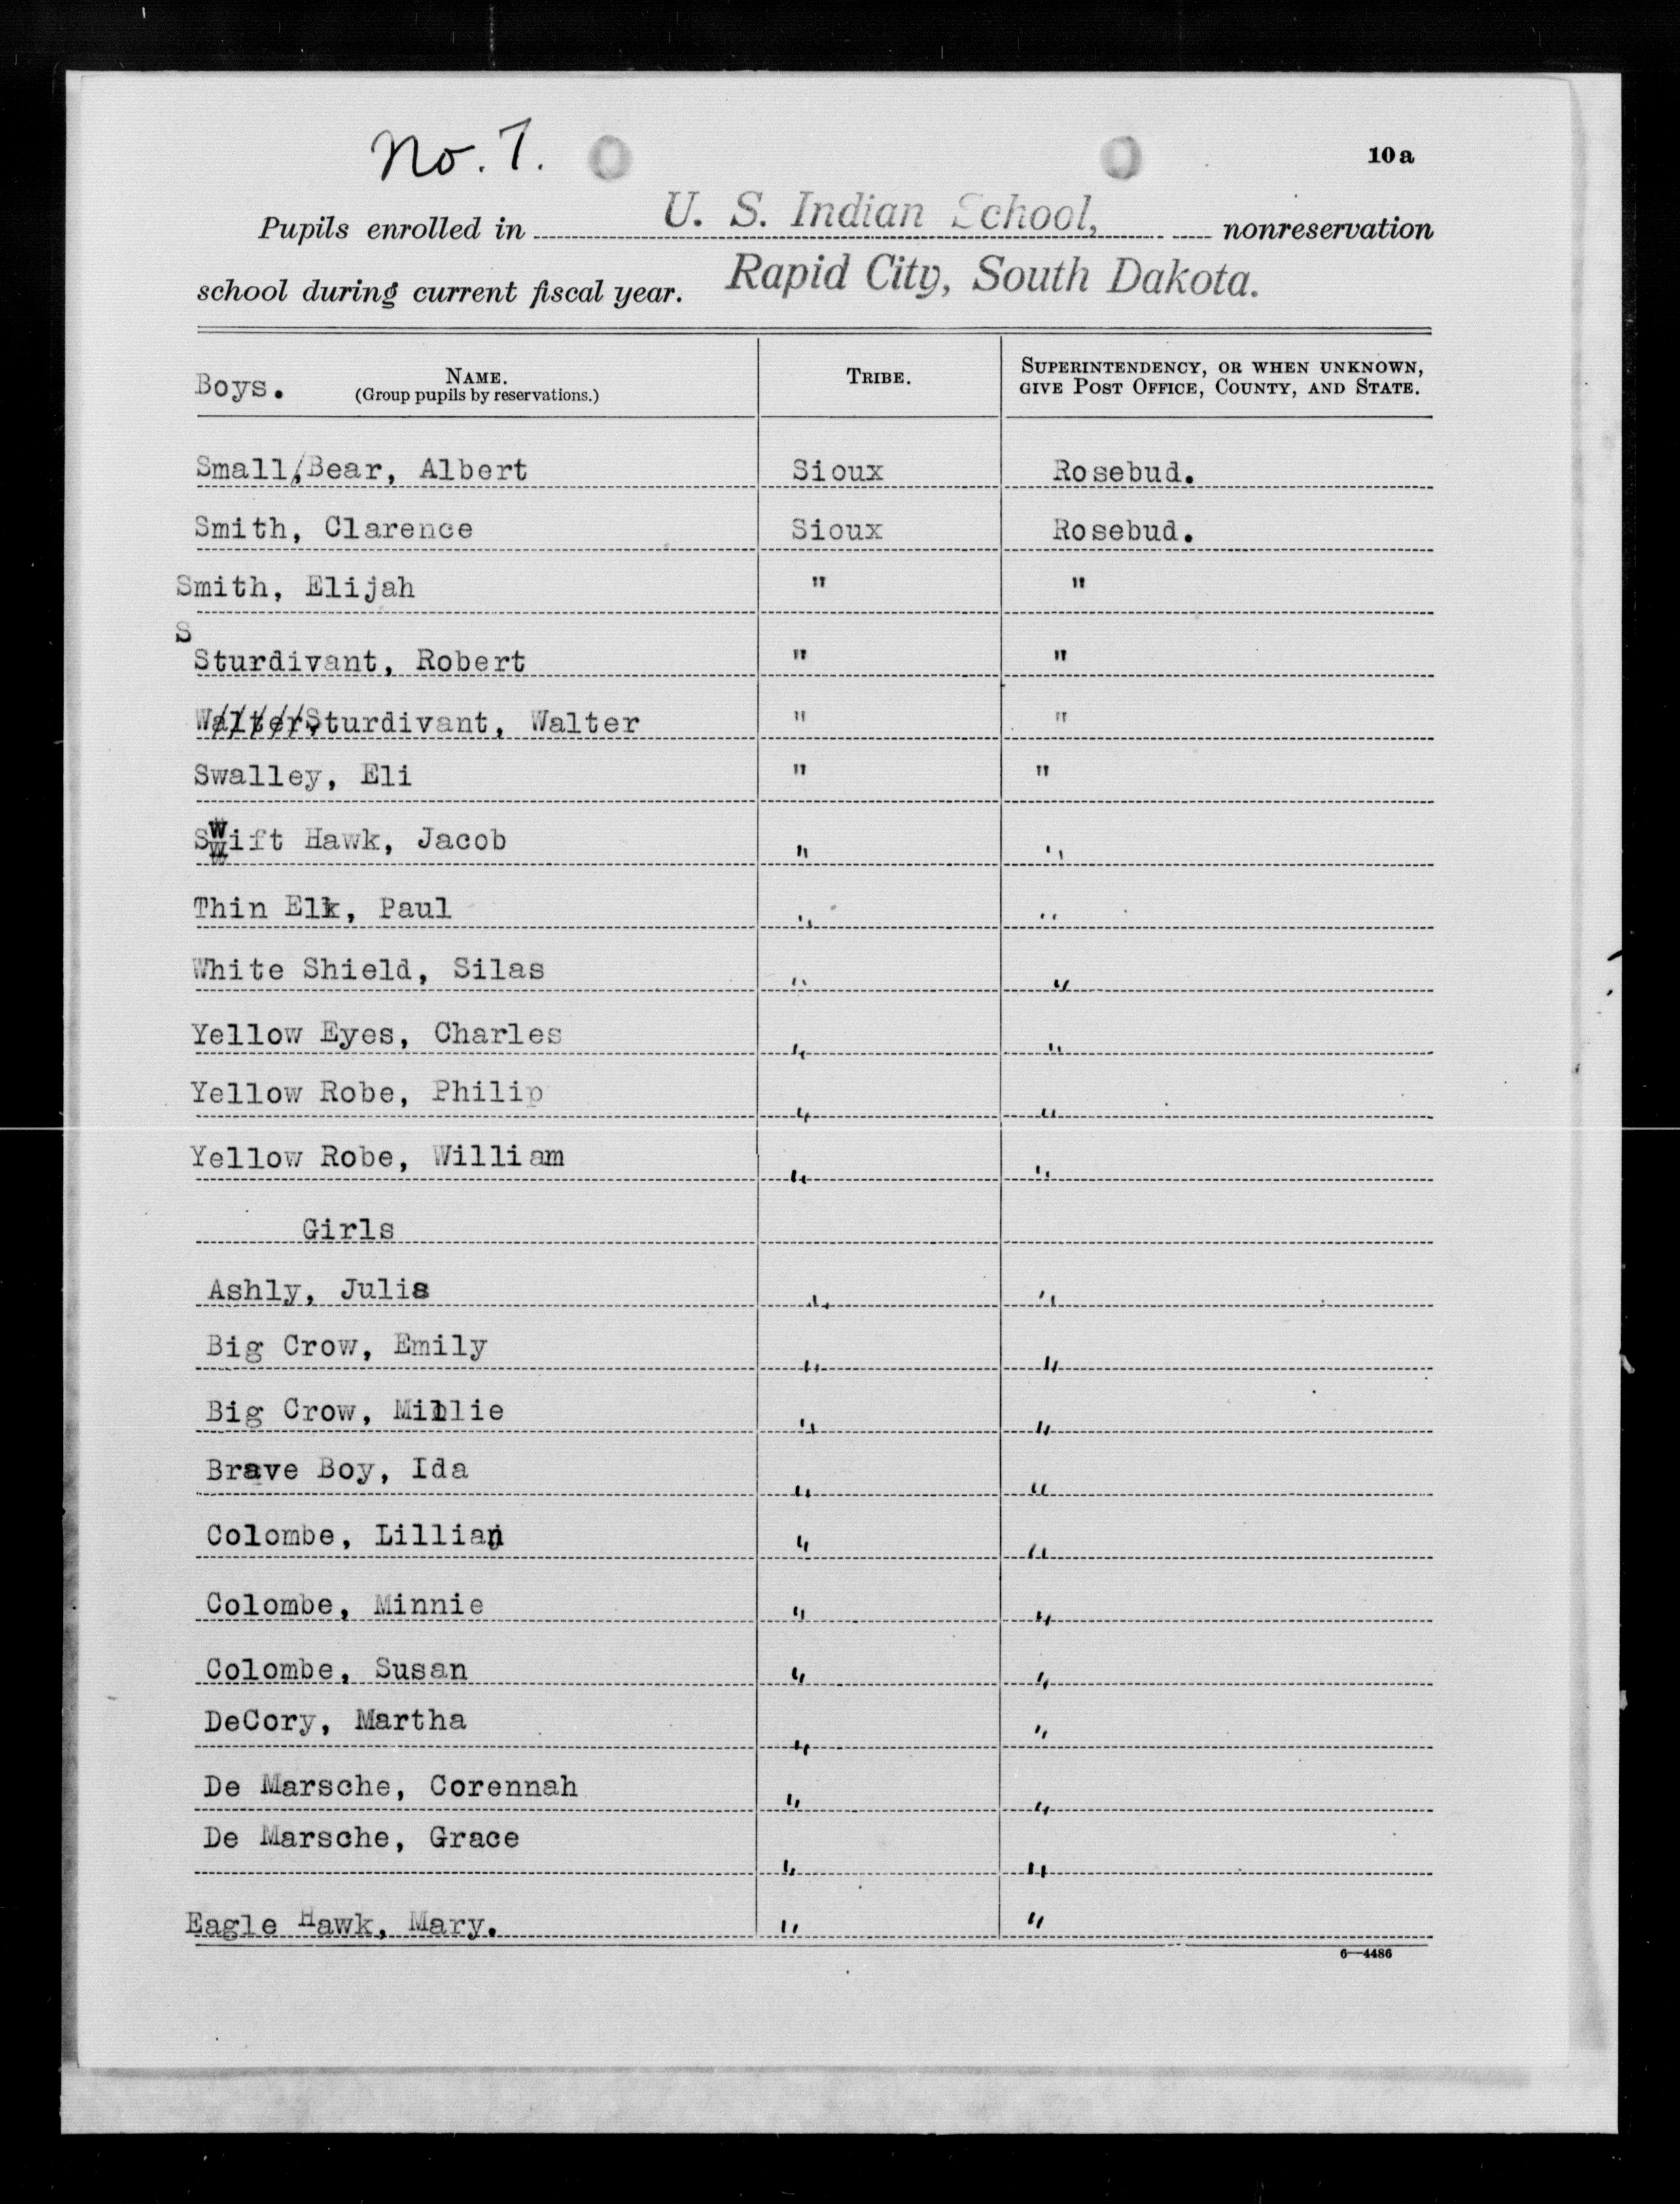 No. 7.
10a
Pupils enrolled in U. S. Indian School, nonreservation
school during current fiscal year. Rapid City, South Dakota.
Boys. NAME. TRIBE. SUPERINTENDENCY, OR WHEN UNKNOWN,
(Group pupils by reservations.) GIVE POST OFFICE, COUNTY, AND STATE.
Small, Bear, Albert Sioux Rosebud.
Smith, Clarence Sioux Rosebud.
Smith, Elijah " "
S
Sturdivant, Robert " "
Walter, Sturdivant, Walter " "
Swalley, Eli " "
Swift Hawk, Jacob " "
Thin Elk, Paul " "
White Shield, Silas " "
Yellow Eyes, Charles " "
Yellow Robe, Philip " "
Yellow Robe, William " "
Girls
Ashly, Julia " "
Big Crow, Emily " "
Big Crow, Millie " "
Brave Boy, Ida " "
Colombe, Lillian " "
Colombe, Minnie " "
Colombe, Susan " "
DeCory, Martha " "
De Marsche, Corennah " "
De Marsche, Grace " "
Eagle Hawk, Mary. " "
6—4486